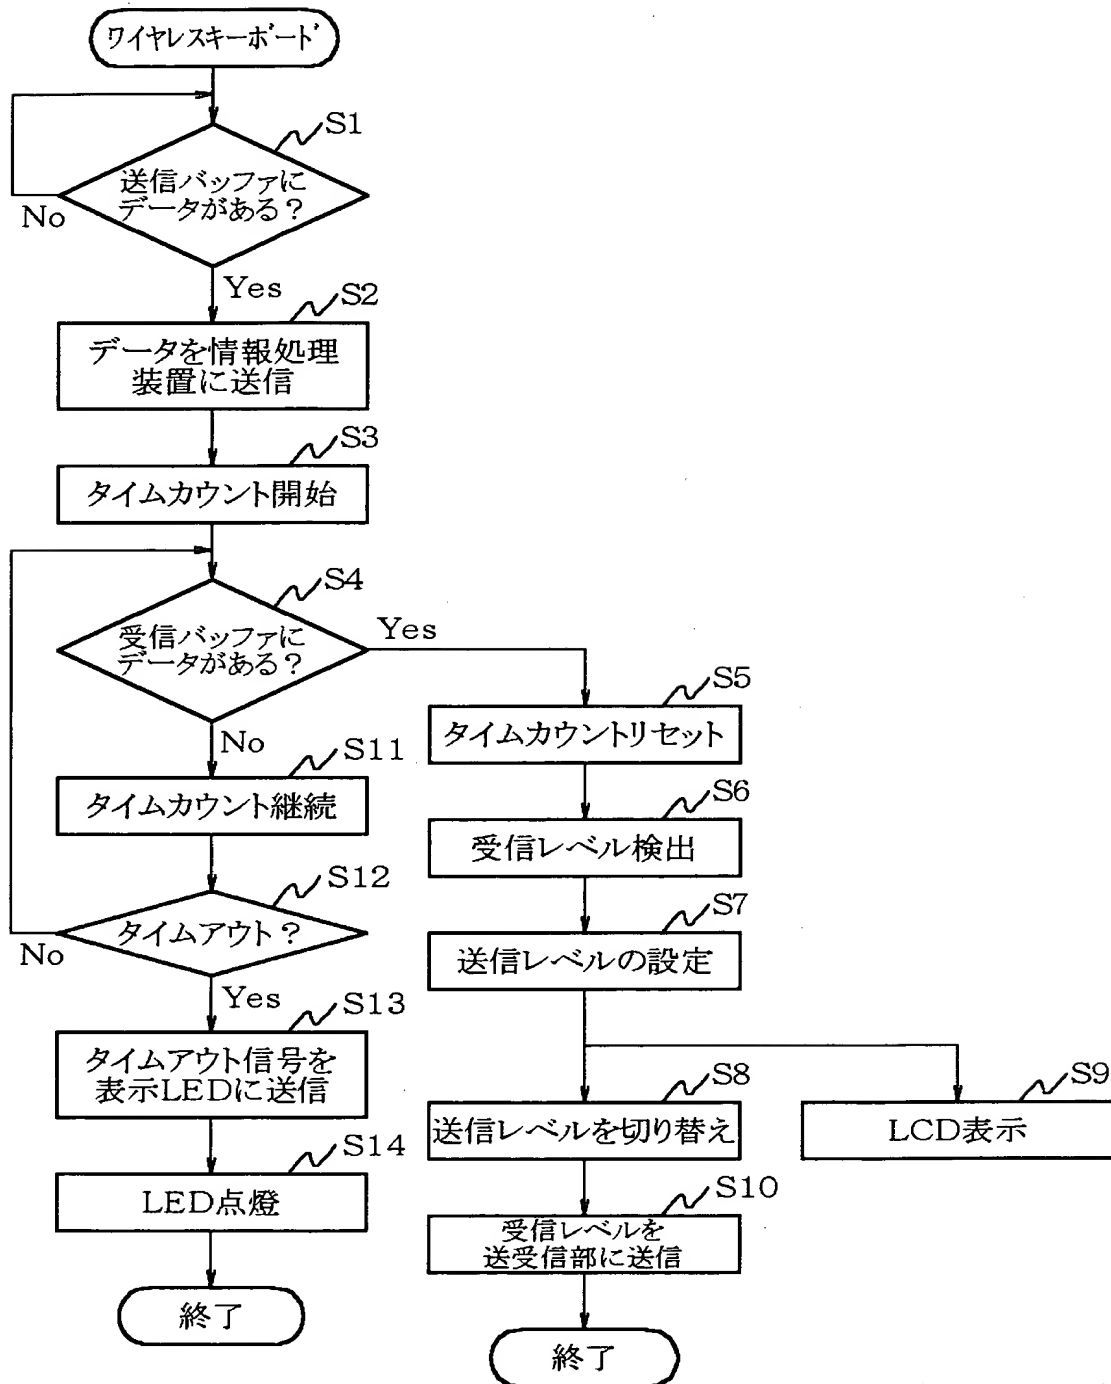 ワイヤレスキーボード
S1
送信バッファに
データがある?
No
Yes
S2
データを情報処理
装置に送信
S3
タイムカウント開始
S4
受信バッファに
データがある?
Yes
No
S5
タイムカウントリセット
S11
タイムカウント継続
S6
受信レベル検出
S12
タイムアウト?
No
Yes
S7
送信レベルの設定
S13
タイムアウト信号を
表示LEDに送信
S8
送信レベルを切り替え
S9
LCD表示
S14
LED点燈
S10
受信レベルを
送受信部に送信
終了
終了